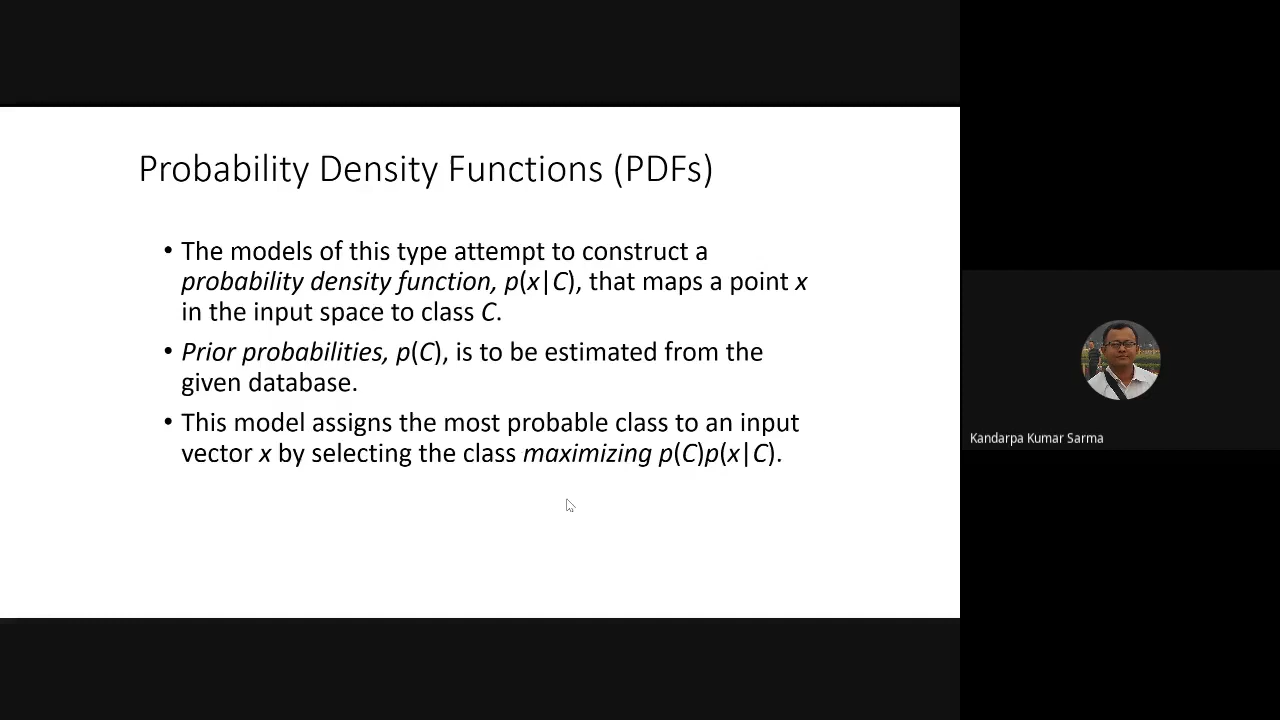 Probability Density Functions (PDFs)
• The models of this type attempt to construct a
probability density function, p(x|C), that maps a point x
in the input space to class C.
• Prior probabilities, p(C), is to be estimated from the
given database.
• This model assigns the most probable class to an input
vector x by selecting the class maximizing p(C)p(x|C).
Kandarpa Kumar Sarma